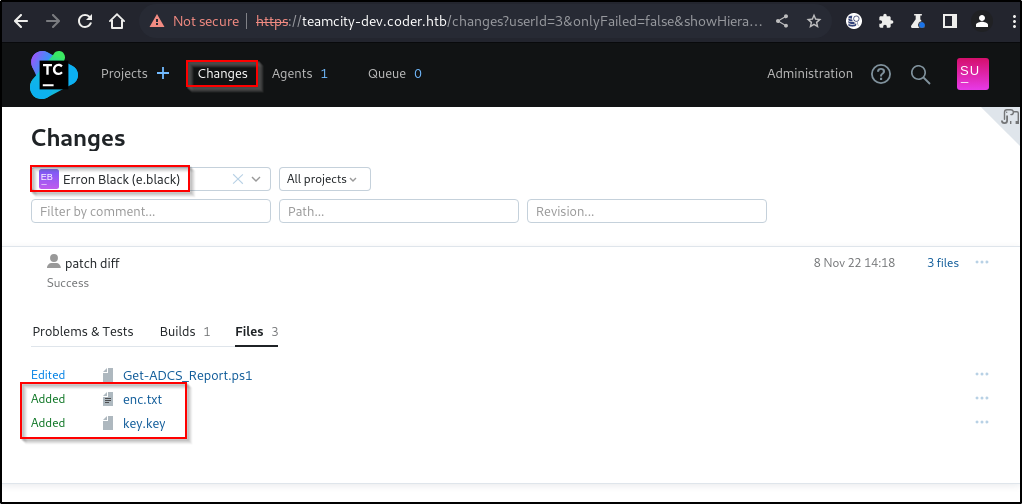 Not secure https://teamcity-dev.coder.htb/changes?userId=3&onlyFailed=false&showHiera...
TC Projects + Changes Agents 1 Queue 0 Administration ? SU
Changes
EB Erron Black (e.black) All projects
Filter by comment... Path... Revision...
patch diff 8 Nov 22 14:18 3 files ...
Success
Problems & Tests Builds 1 Files 3
Edited Get-ADCS_Report.ps1 ...
Added enc.txt ...
Added key.key ...